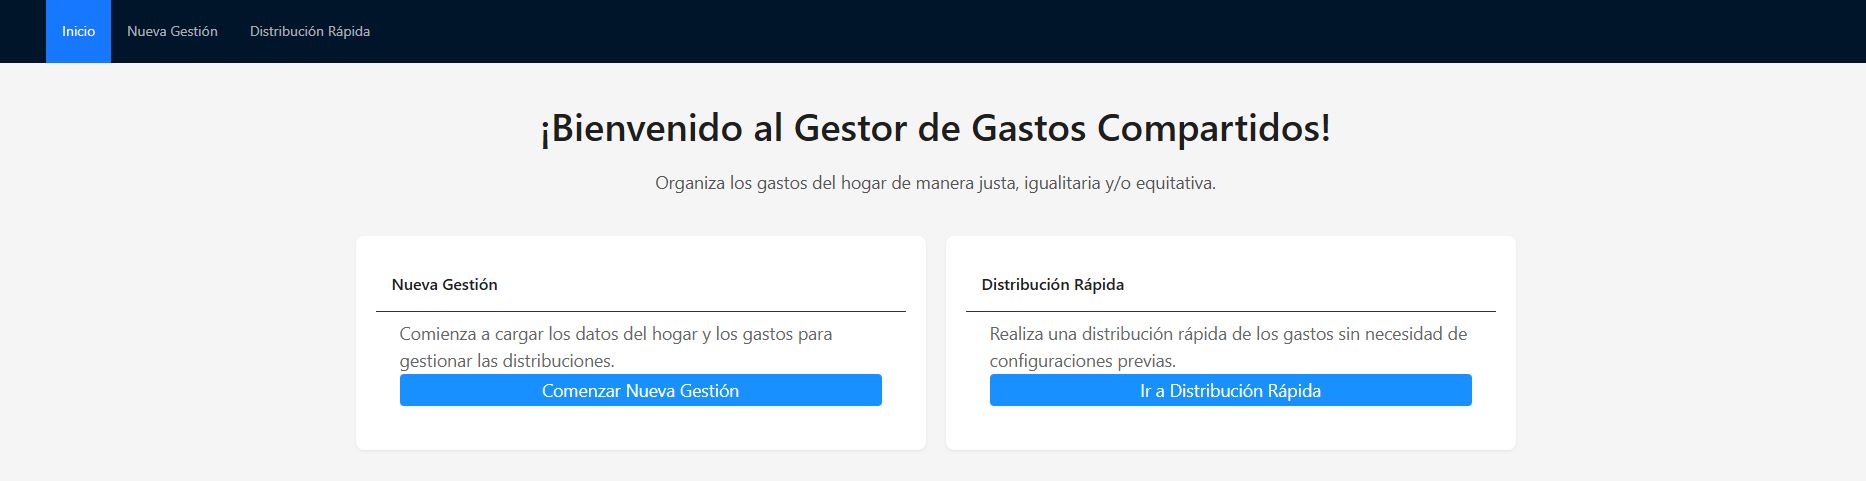 Inicio
Nueva Gestión
Distribución Rápida
¡Bienvenido al Gestor de Gastos Compartidos!
Organiza los gastos del hogar de manera justa, igualitaria y/o equitativa.
Nueva Gestión
Comienza a cargar los datos del hogar y los gastos para
gestionar las distribuciones.
Comenzar Nueva Gestión
Distribución Rápida
Realiza una distribución rápida de los gastos sin necesidad de
configuraciones previas.
Ir a Distribución Rápida